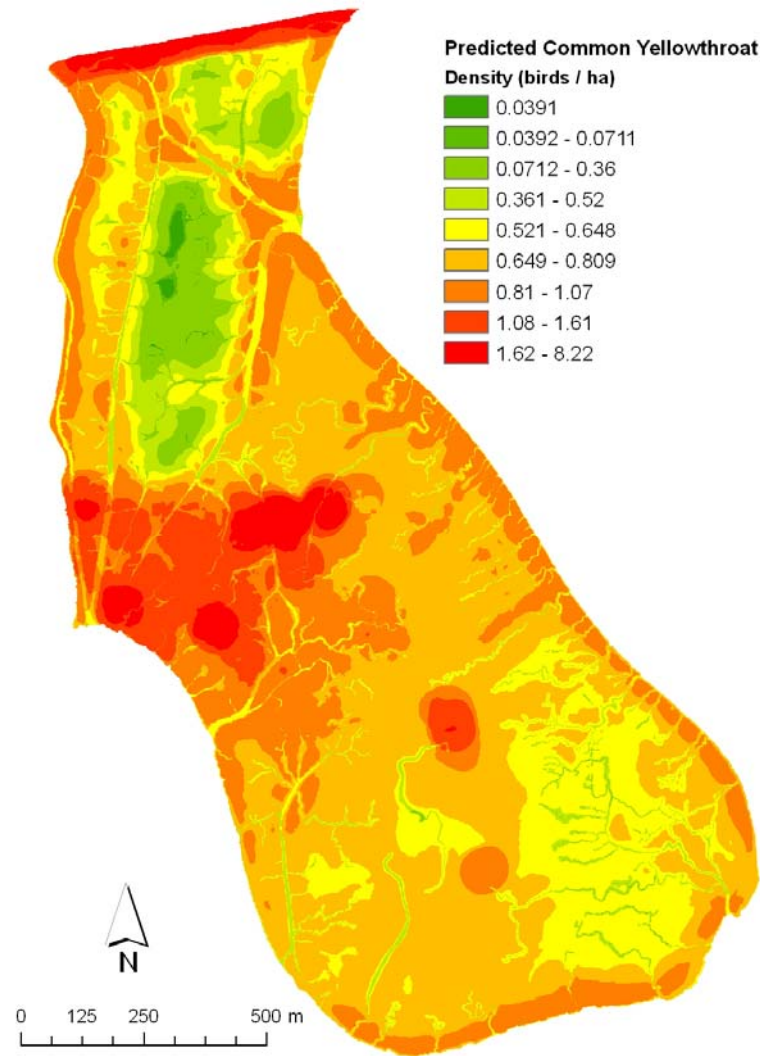 Predicted Common Yellowthroat
Density (birds / ha)
0.0391
0.0392 - 0.0711
0.0712 - 0.36
0.361 - 0.52
0.521 - 0.648
0.649 - 0.809
0.81 - 1.07
1.08 - 1.61
1.62 - 8.22
N
0 125 250 500 m